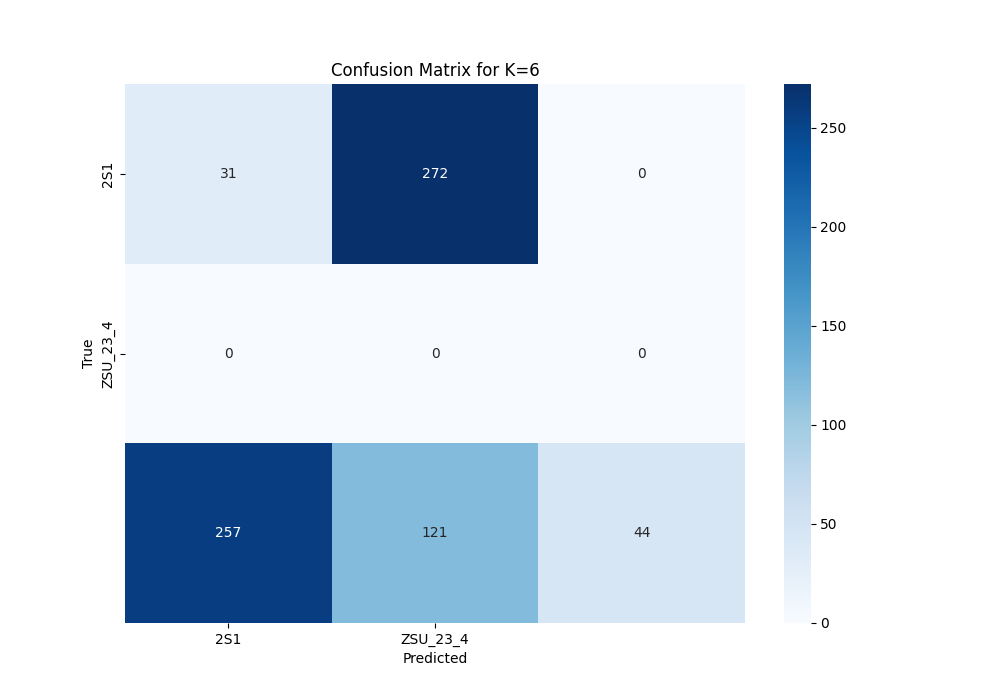 Confusion Matrix for K=6
True
2S1
31 272 0
ZSU_23_4
0 0 0
257 121 44
2S1 ZSU_23_4
Predicted
250
200
150
100
50
0